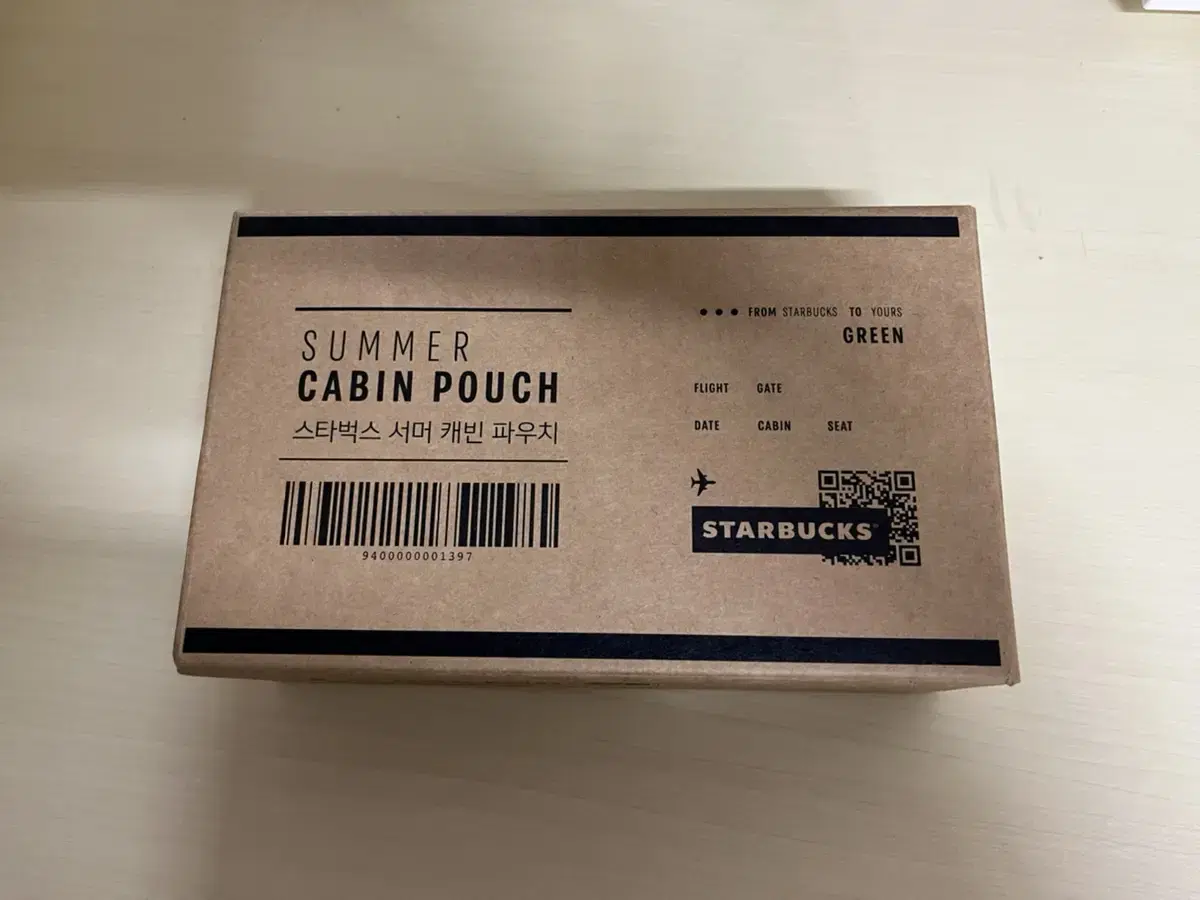 SUMMER
CABIN POUCH
스타벅스 서머 캐빈 파우치
9400000001397
••• FROM STARBUCKS TO YOURS
GREEN
FLIGHT GATE
DATE CABIN SEAT
STARBUCKS